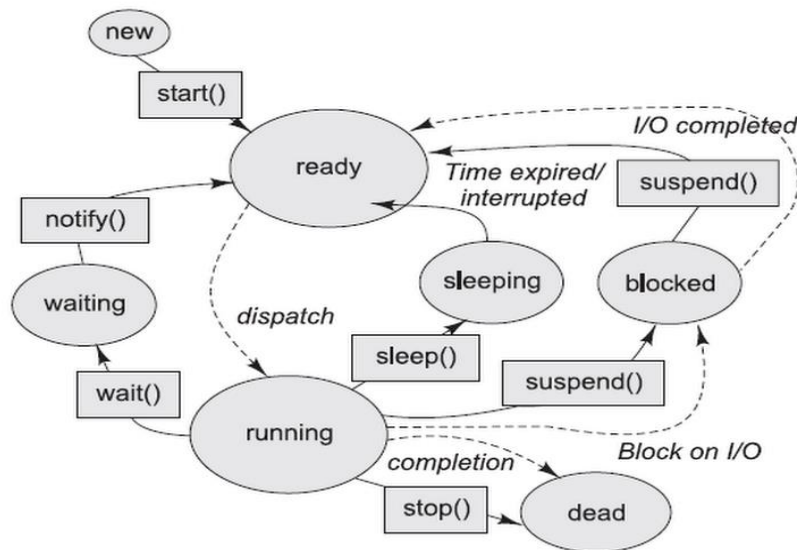 new
start()
I/O completed
ready
Time expired/
interrupted
suspend()
notify()
waiting
sleeping
blocked
dispatch
sleep()
suspend()
wait()
running
completion
Block on I/O
stop()
dead